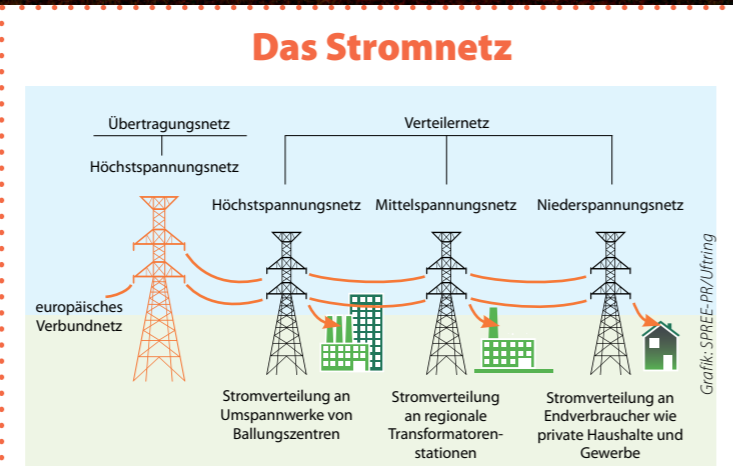 Das Stromnetz
Übertragungsnetz
Höchstspannungsnetz
Verteilernetz
Höchstspannungsnetz
Mittelspannungsnetz
Niederspannungsnetz
europäisches
Verbundnetz
Stromverteilung an
Umspannwerke von
Ballungszentren
Stromverteilung
an regionale
Transformatoren-
stationen
Stromverteilung an
Endverbraucher wie
private Haushalte und
Gewerbe
Grafik: SPREE-PR/Uftring